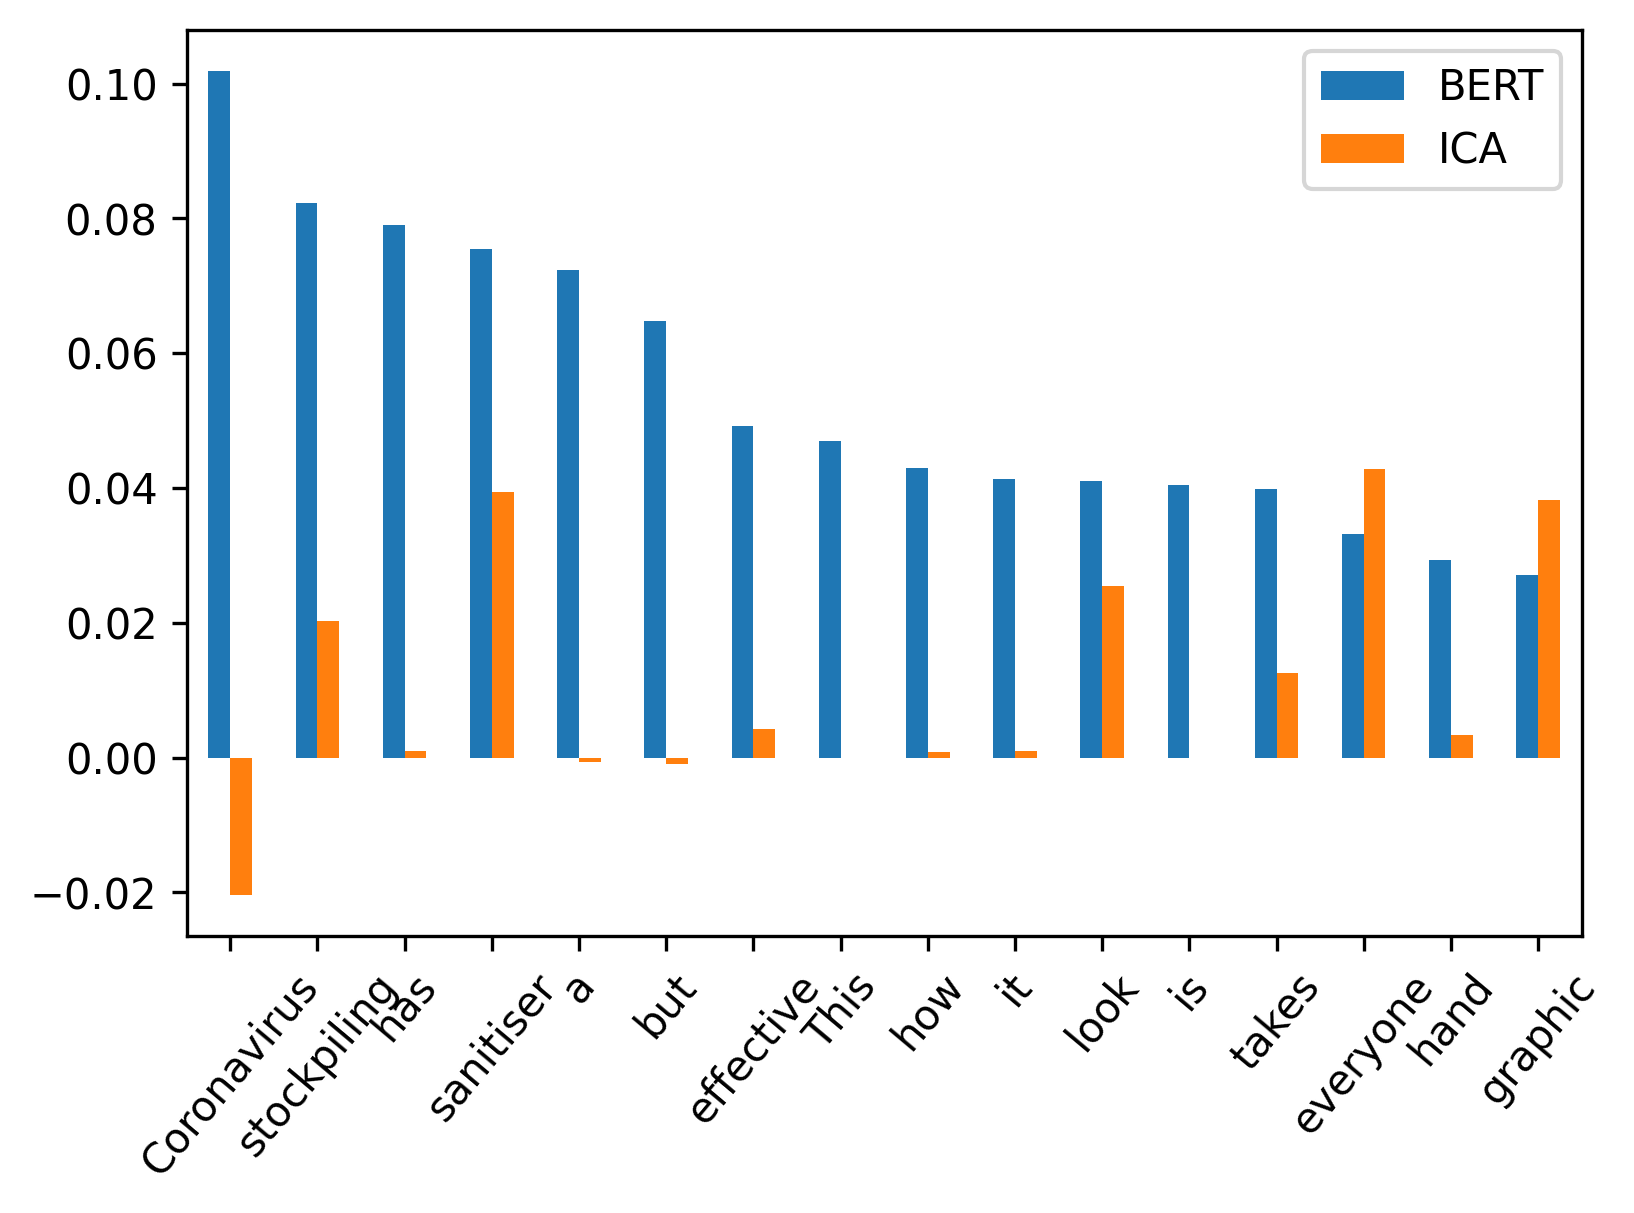 BERT
ICA
0.10
0.08
0.06
0.04
0.02
0.00
−0.02
Coronavirus
stockpiling
has
sanitiser
a
but
effective
This
how
it
look
is
takes
everyone
hand
graphic